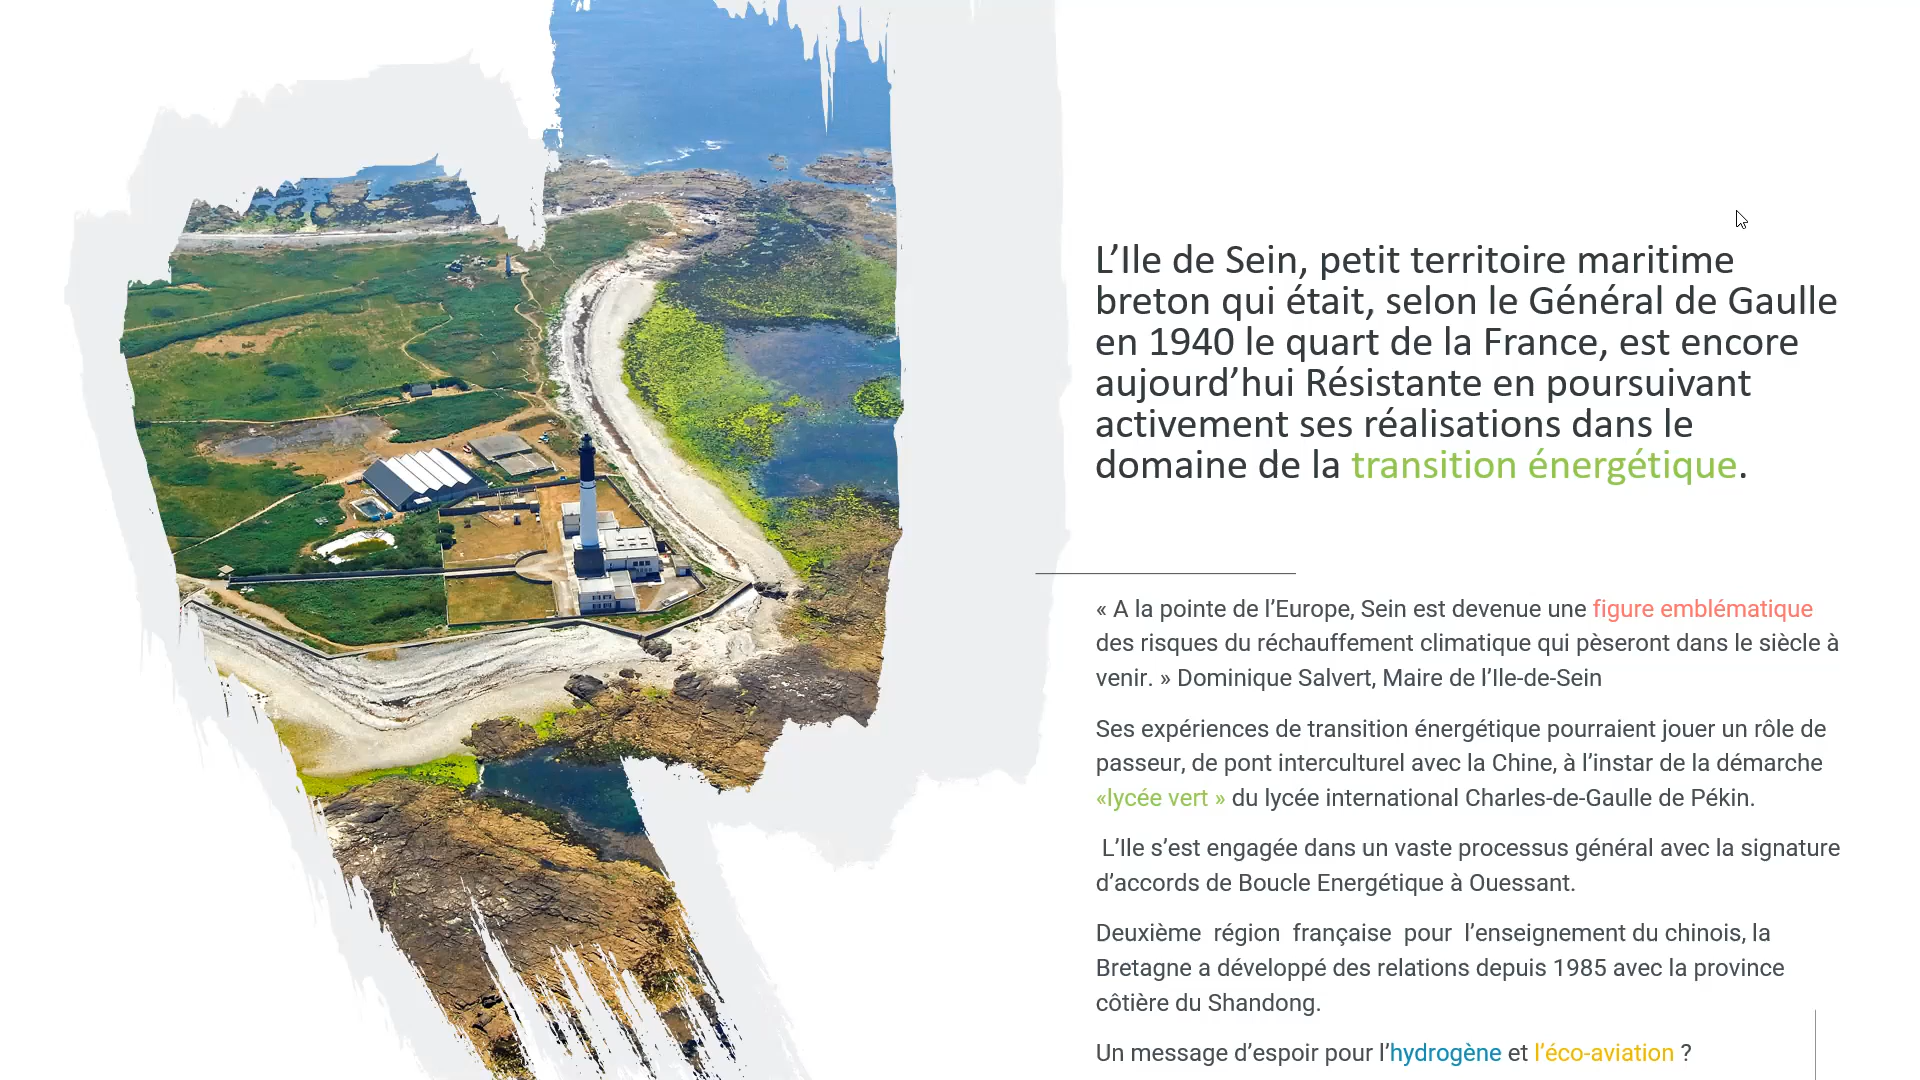 L’Ile de Sein, petit territoire maritime
breton qui était, selon le Général de Gaulle
en 1940 le quart de la France, est encore
aujourd’hui Résistante en poursuivant
activement ses réalisations dans le
domaine de la transition énergétique.
« A la pointe de l’Europe, Sein est devenue une figure emblématique
des risques du réchauffement climatique qui pèseront dans le siècle à
venir. » Dominique Salvert, Maire de l’Ile-de-Sein
Ses expériences de transition énergétique pourraient jouer un rôle de
passeur, de pont interculturel avec la Chine, à l’instar de la démarche
«lycée vert » du lycée international Charles-de-Gaulle de Pékin.
L’Ile s’est engagée dans un vaste processus général avec la signature
d’accords de Boucle Energétique à Ouessant.
Deuxième région française pour l’enseignement du chinois, la
Bretagne a développé des relations depuis 1985 avec la province
côtière du Shandong.
Un message d’espoir pour l’hydrogène et l’éco-aviation ?